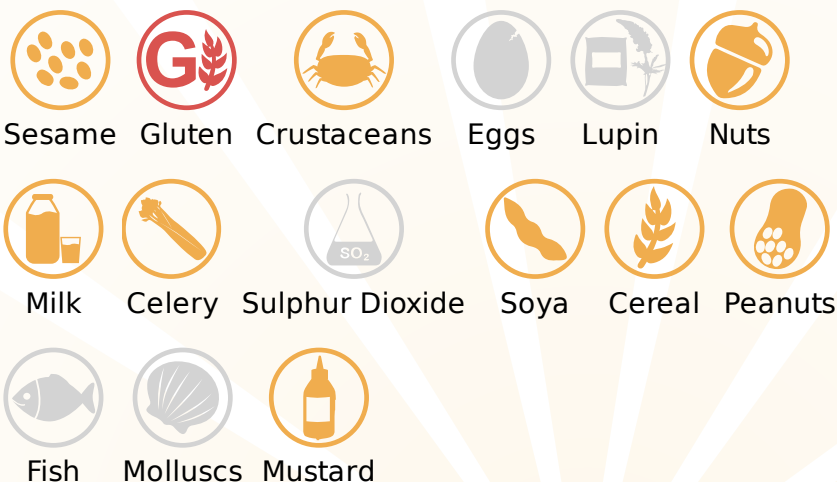 G
Sesame Gluten Crustaceans Eggs Lupin Nuts
SO₂
Milk Celery Sulphur Dioxide Soya Cereal Peanuts
Fish Molluscs Mustard